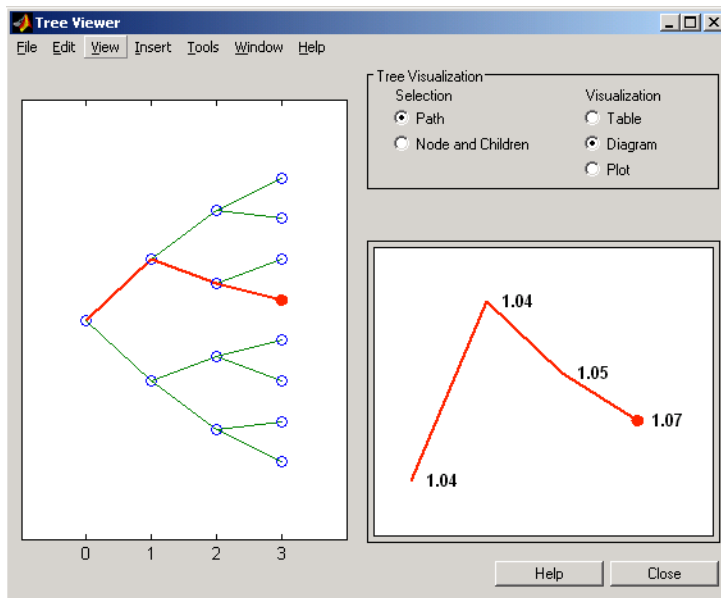 Tree Viewer
File Edit View Insert Tools Window Help
Tree Visualization
Selection
Visualization
Path
Table
Node and Children
Diagram
Plot
1.04
1.05
1.07
1.04
0 1 2 3
Help Close